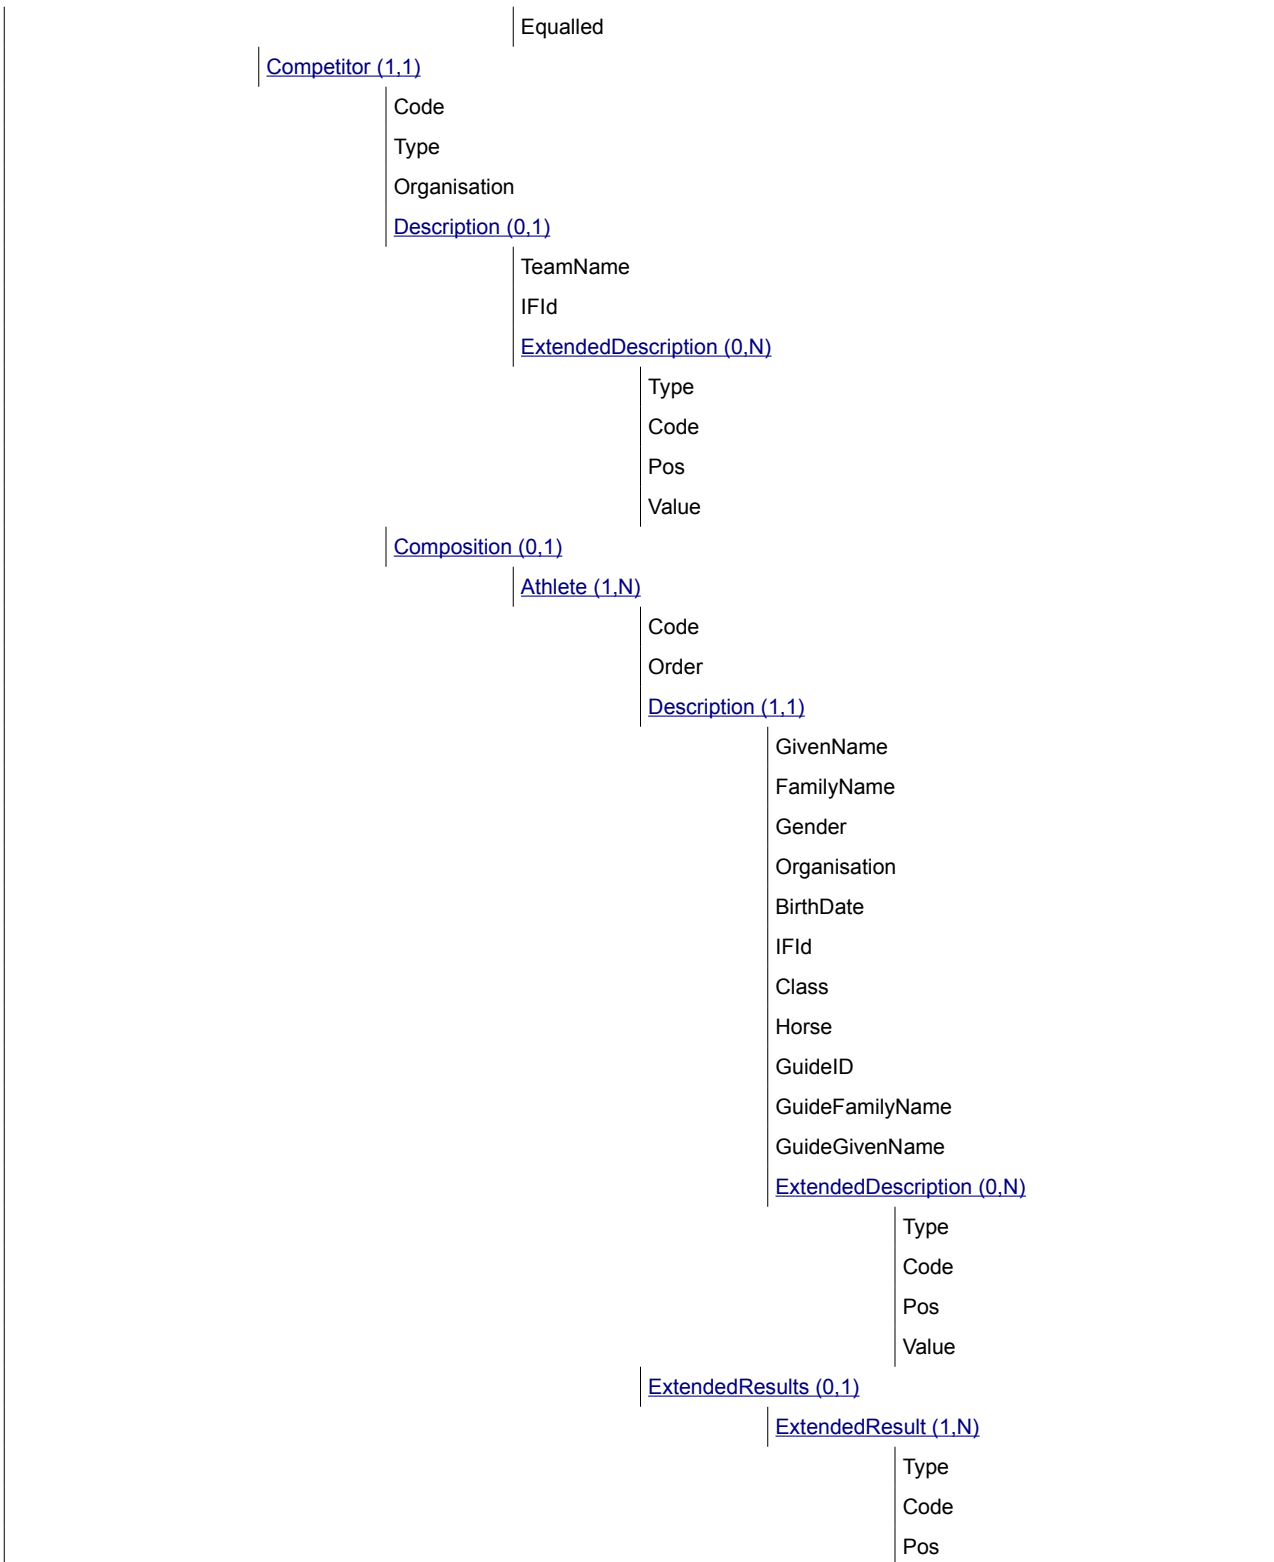 Equalled
Competitor (1,1)
Code
Type
Organisation
Description (0,1)
TeamName
IFId
ExtendedDescription (0,N)
Type
Code
Pos
Value
Composition (0,1)
Athlete (1,N)
Code
Order
Description (1,1)
GivenName
FamilyName
Gender
Organisation
BirthDate
IFId
Class
Horse
GuideID
GuideFamilyName
GuideGivenName
ExtendedDescription (0,N)
Type
Code
Pos
Value
ExtendedResults (0,1)
ExtendedResult (1,N)
Type
Code
Pos